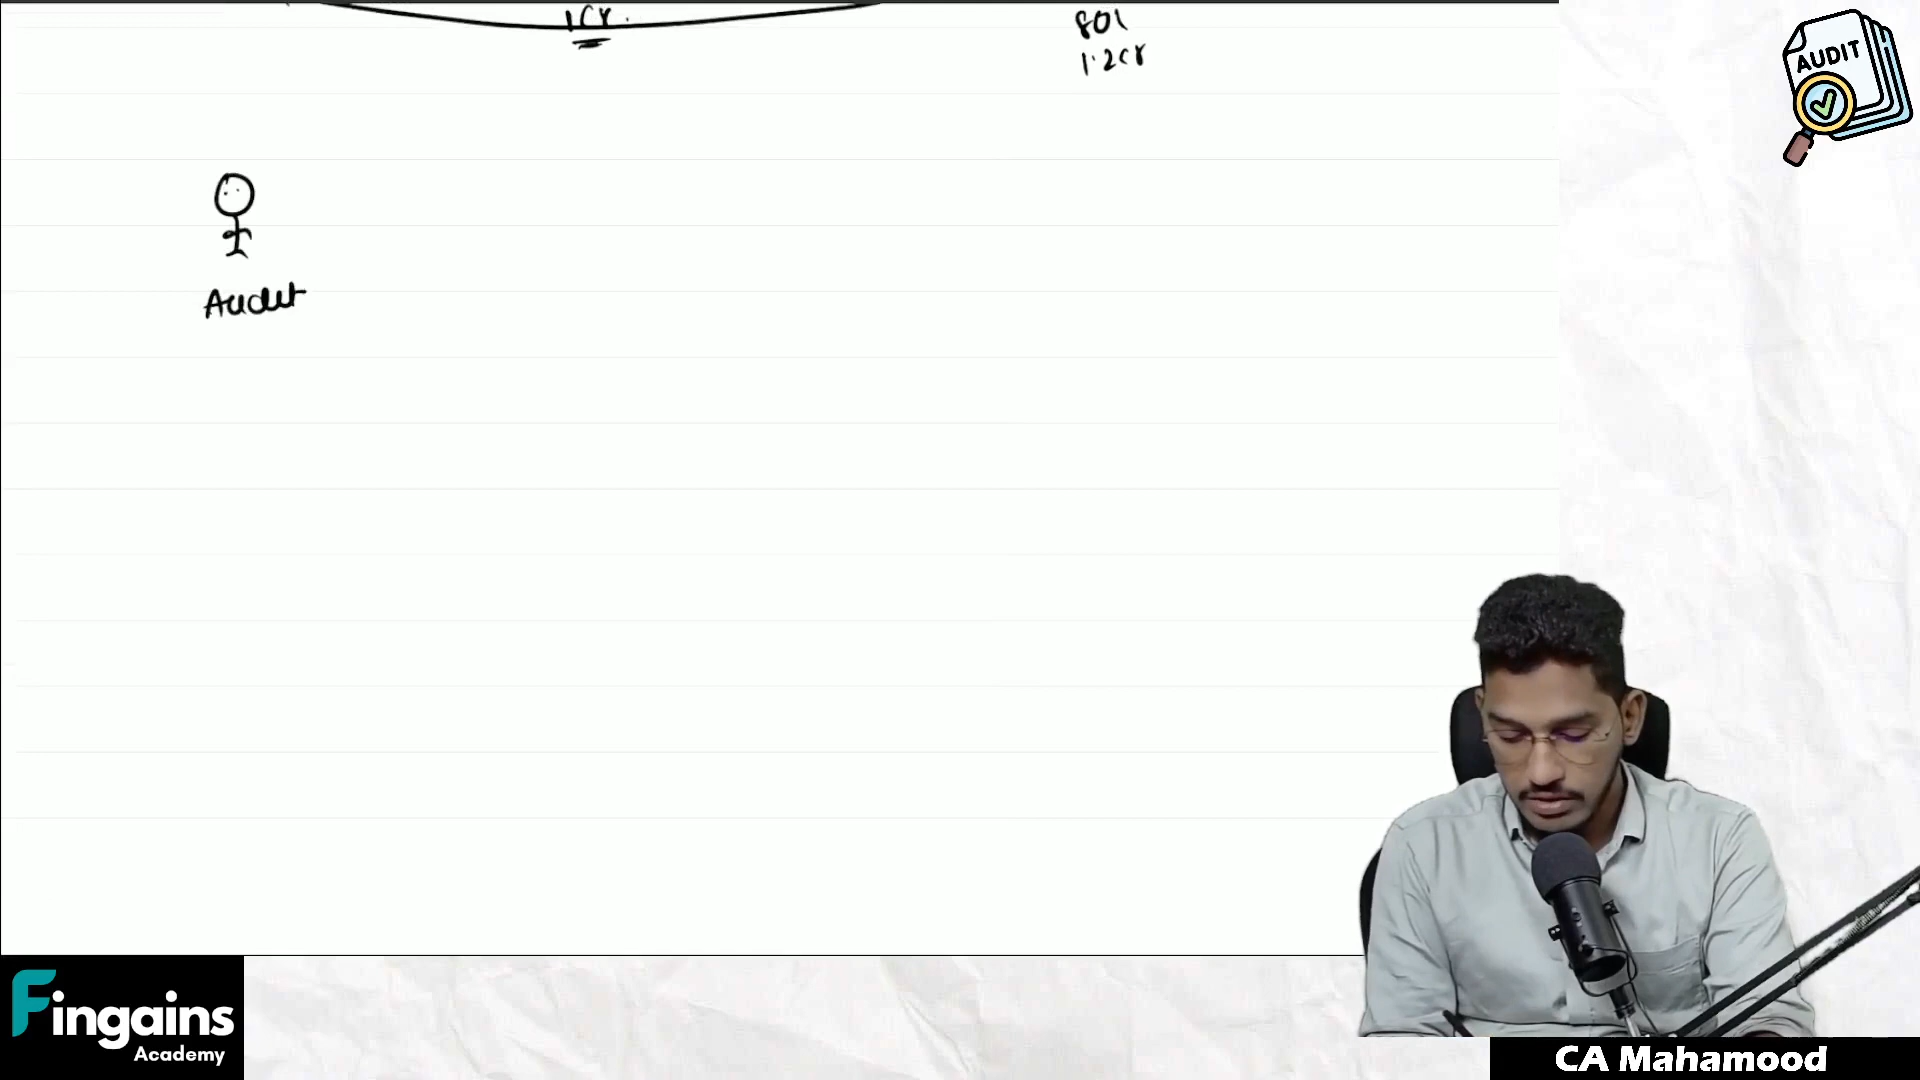 1Cr.
80l
1.2Cr
AUDIT
Audit
Fingains
Academy
CA Mahamood